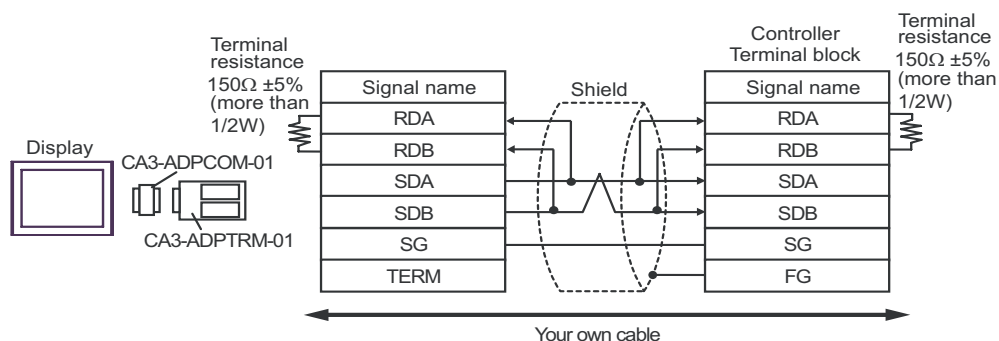 Terminal
resistance
150Ω ±5%
(more than
1/2W)
Display
CA3-ADPCOM-01
CA3-ADPTRM-01
Signal name
RDA
RDB
SDA
SDB
SG
TERM
Shield
Controller
Terminal block
Signal name
RDA
RDB
SDA
SDB
SG
FG
Terminal
resistance
150Ω ±5%
(more than
1/2W)
Your own cable